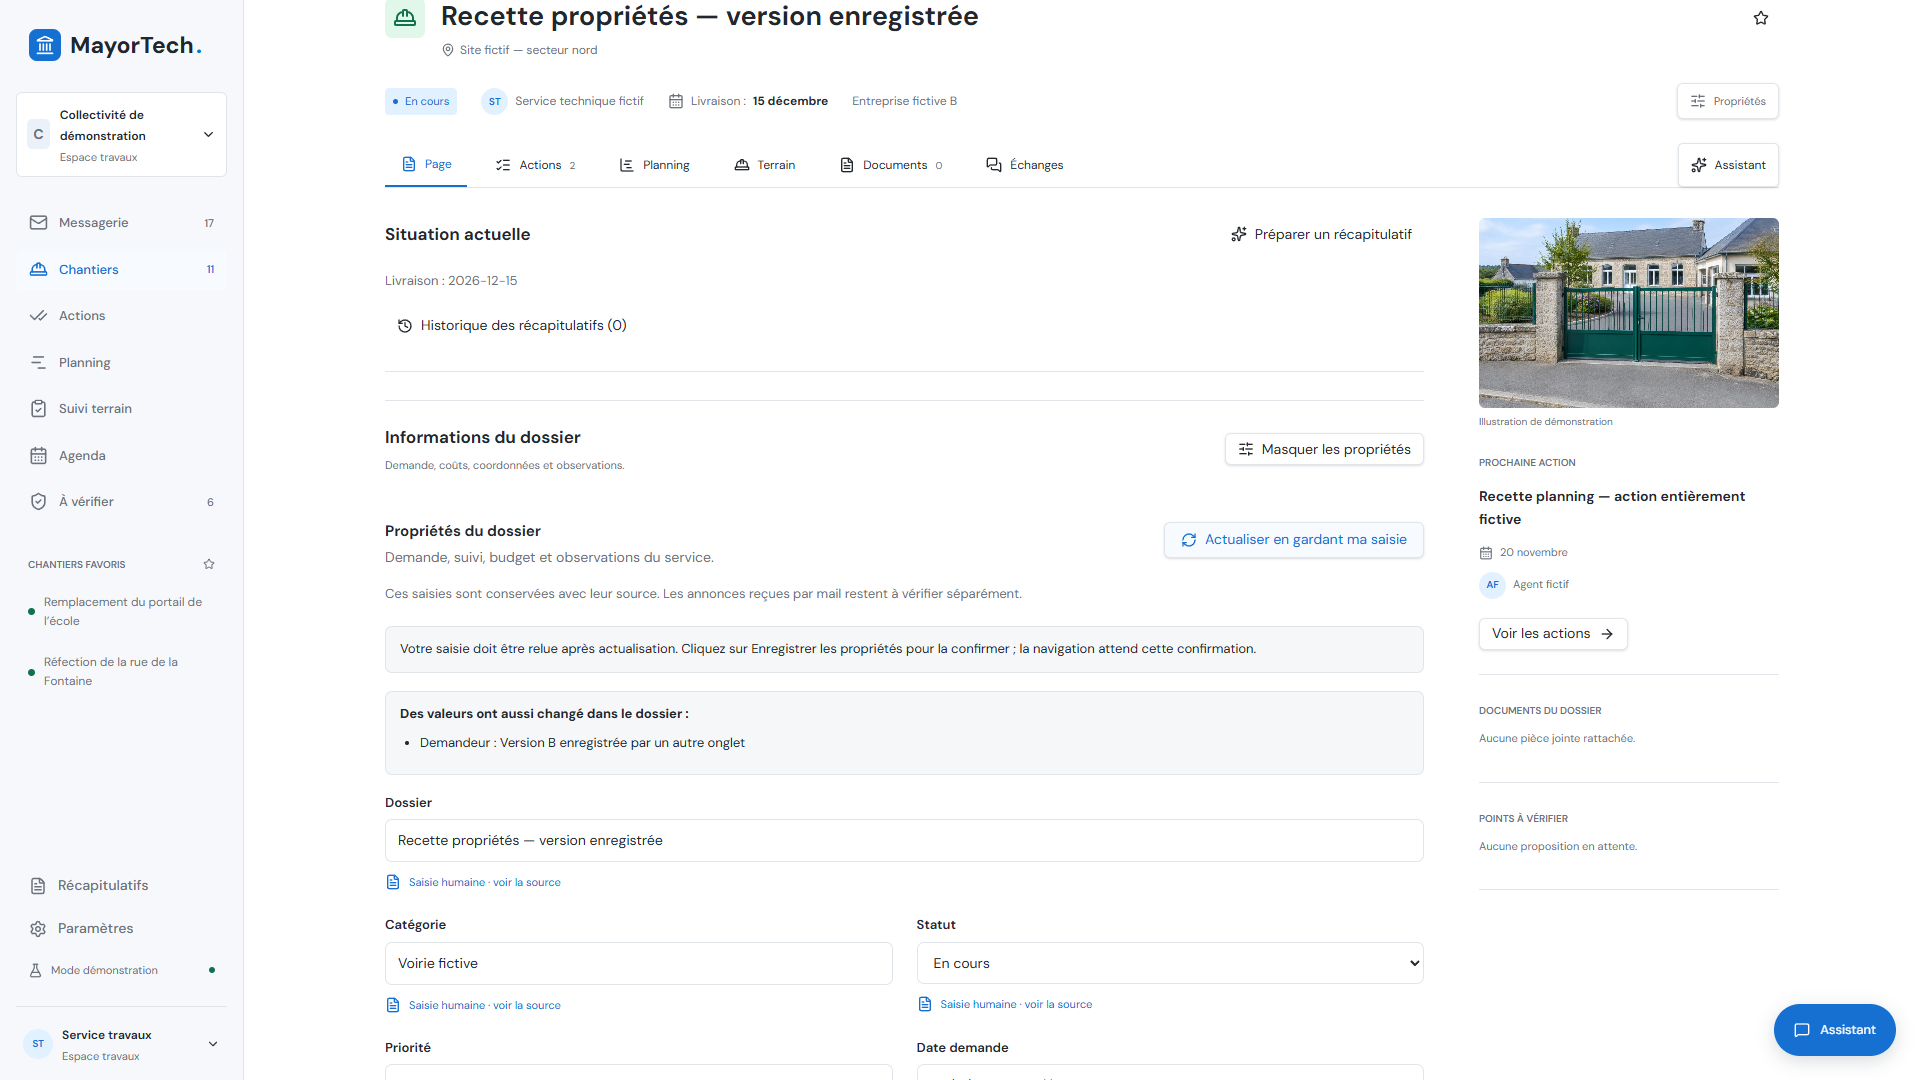 MayorTech.
C
Collectivité de
démonstration
Espace travaux
Messagerie 17
Chantiers 11
Actions
Planning
Suivi terrain
Agenda
À vérifier 6
CHANTIERS FAVORIS
Remplacement du portail de
l'école
Réfection de la rue de la
Fontaine
Récapitulatifs
Paramètres
Mode démonstration
ST
Service travaux
Espace travaux
Recette propriétés — version enregistrée
Site fictif — secteur nord
En cours ST Service technique fictif Livraison : 15 décembre Entreprise fictive B Propriétés
Page Actions 2 Planning Terrain Documents 0 Échanges Assistant
Situation actuelle Préparer un récapitulatif
Livraison : 2026-12-15
Historique des récapitulatifs (0)
Informations du dossier
Demande, coûts, coordonnées et observations.
Masquer les propriétés
Propriétés du dossier
Demande, suivi, budget et observations du service.
Actualiser en gardant ma saisie
Ces saisies sont conservées avec leur source. Les annonces reçues par mail restent à vérifier séparément.
Votre saisie doit être relue après actualisation. Cliquez sur Enregistrer les propriétés pour la confirmer ; la navigation attend cette confirmation.
Des valeurs ont aussi changé dans le dossier :
• Demandeur : Version B enregistrée par un autre onglet
Dossier
Recette propriétés — version enregistrée
Saisie humaine · voir la source
Catégorie Statut
Voirie fictive En cours
Saisie humaine · voir la source Saisie humaine · voir la source
Priorité Date demande
Illustration de démonstration
PROCHAINE ACTION
Recette planning — action entièrement
fictive
20 novembre
AF Agent fictif
Voir les actions
DOCUMENTS DU DOSSIER
Aucune pièce jointe rattachée.
POINTS À VÉRIFIER
Aucune proposition en attente.
Assistant